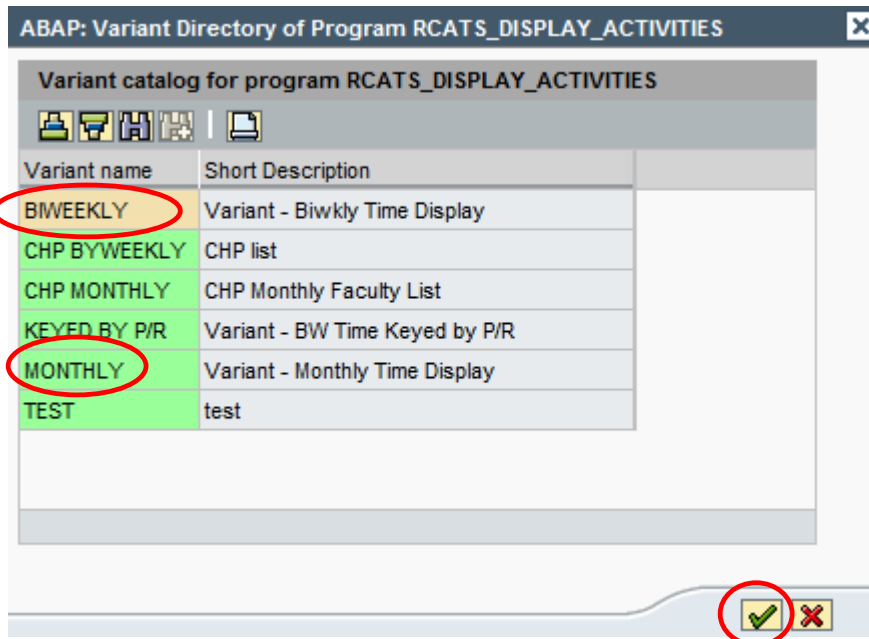 ABAP: Variant Directory of Program RCATS_DISPLAY_ACTIVITIES
Variant catalog for program RCATS_DISPLAY_ACTIVITIES
Variant name Short Description
BIWEEKLY Variant - Biwkly Time Display
CHP BYWEEKLY CHP list
CHP MONTHLY CHP Monthly Faculty List
KEYED BY P/R Variant - BW Time Keyed by P/R
MONTHLY Variant - Monthly Time Display
TEST test